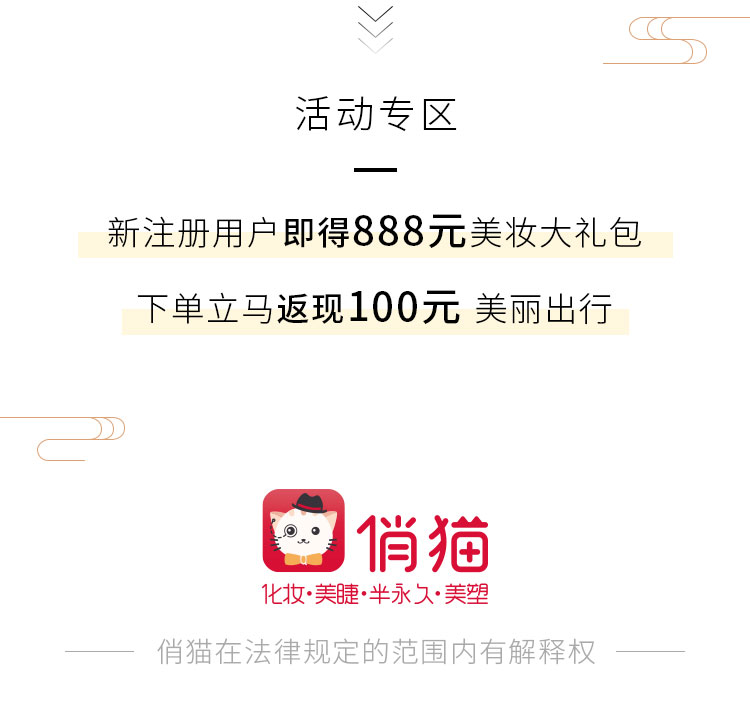 活动专区
新注册用户即得888元美妆大礼包
下单立马返现100元 美丽出行
俏猫
化妆·美睫·半永久·美塑
俏猫在法律规定的范围内有解释权